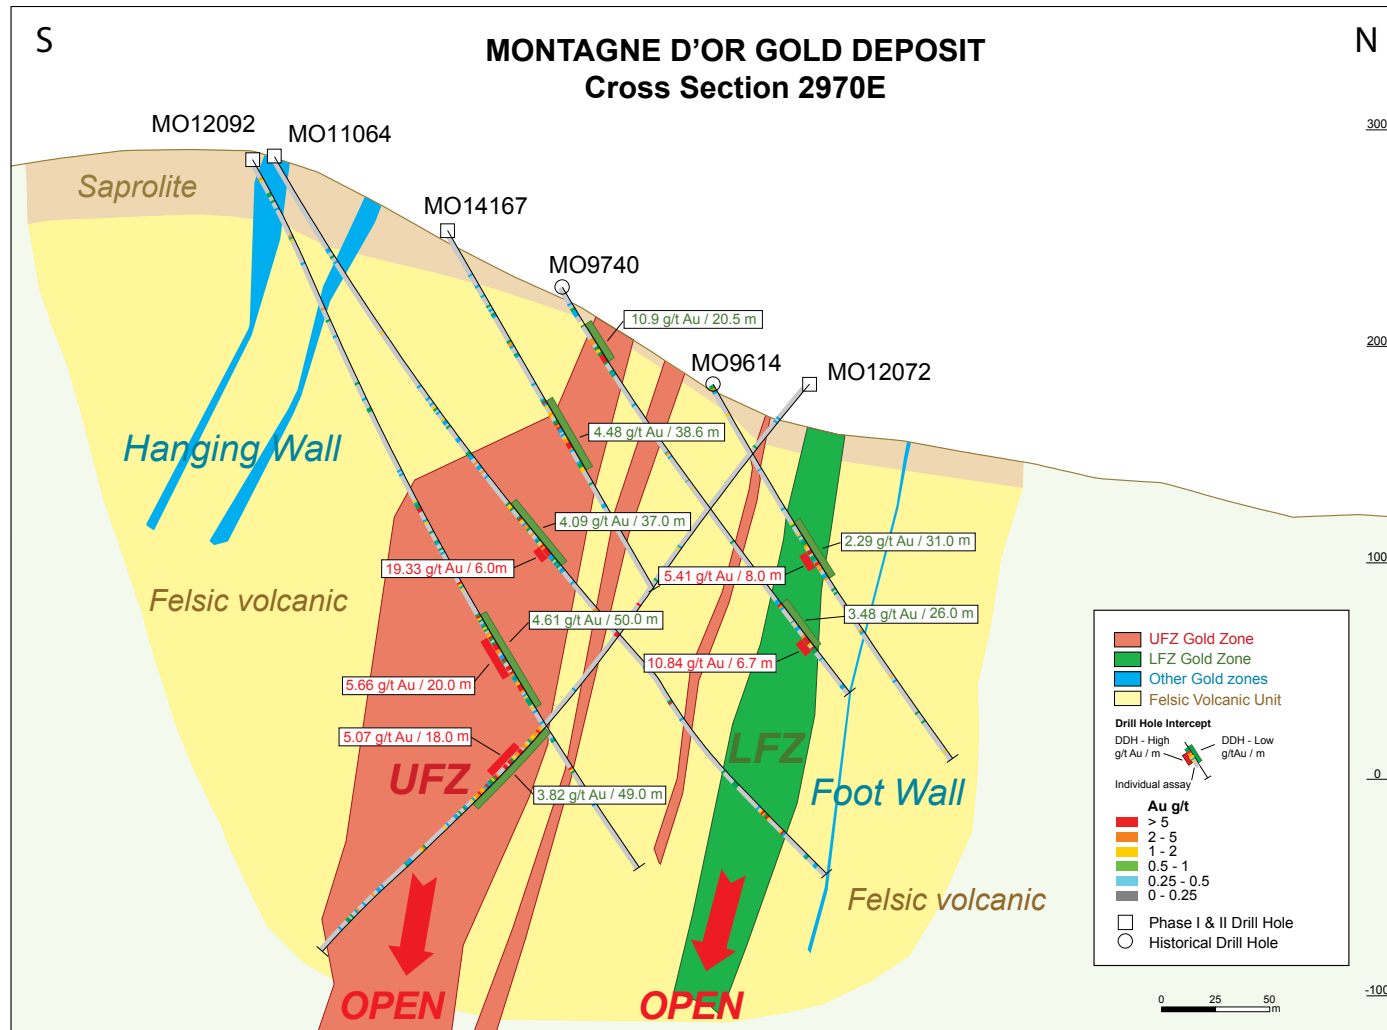 S
N
MONTAGNE D'OR GOLD DEPOSIT
Cross Section 2970E
MO12092
MO11064
300
Saprolite
MO14167
MO9740
10.9 g/t Au / 20.5 m
200
MO9614
MO12072
4.48 g/t Au / 38.6 m
Hanging Wall
4.09 g/t Au / 37.0 m
2.29 g/t Au / 31.0 m
19.33 g/t Au / 6.0m
5.41 g/t Au / 8.0 m
100
Felsic volcanic
4.61 g/t Au / 50.0 m
3.48 g/t Au / 26.0 m
10.84 g/t Au / 6.7 m
5.66 g/t Au / 20.0 m
5.07 g/t Au / 18.0 m
UFZ
LFZ
Foot Wall
3.82 g/t Au / 49.0 m
0
Felsic volcanic
OPEN
OPEN
-100
UFZ Gold Zone
LFZ Gold Zone
Other Gold zones
Felsic Volcanic Unit
Drill Hole Intercept
DDH - High
g/t Au / m
DDH - Low
g/tAu / m
Individual assay
Au g/t
> 5
2 - 5
1 - 2
0.5 - 1
0.25 - 0.5
0 - 0.25
Phase I & II Drill Hole
Historical Drill Hole
0 25 50
m